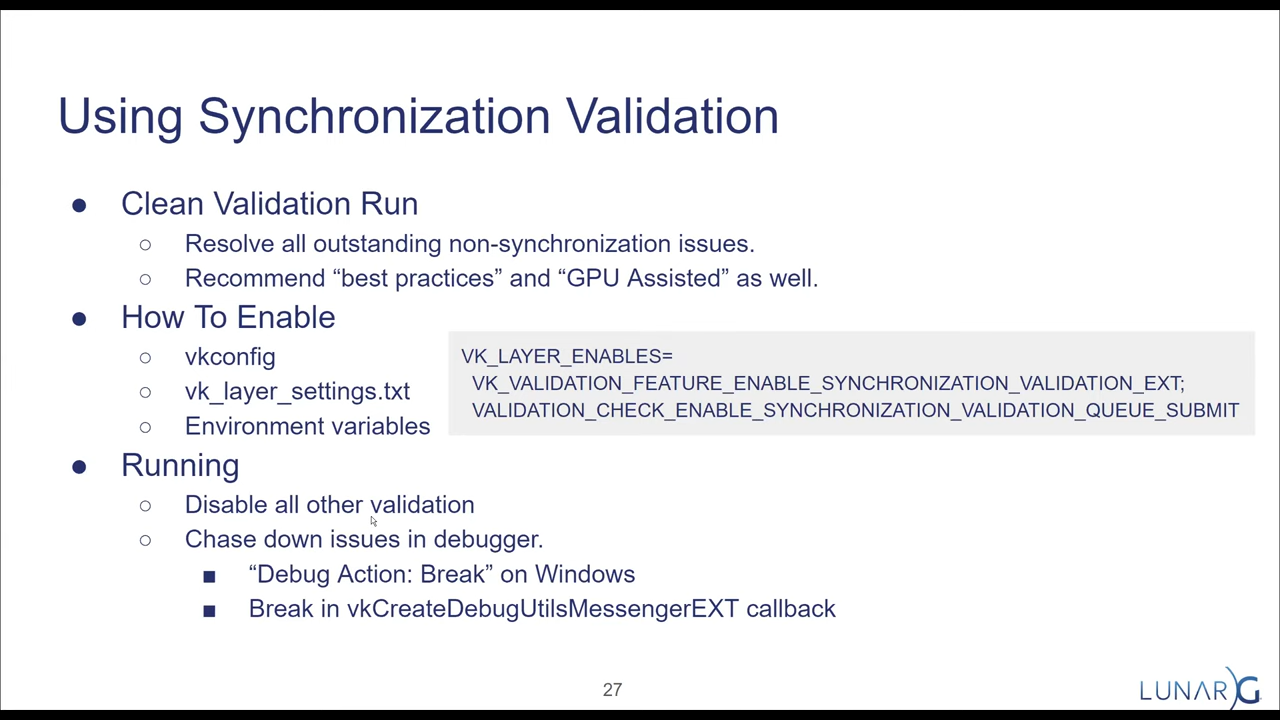 Using Synchronization Validation
● Clean Validation Run
○ Resolve all outstanding non-synchronization issues.
○ Recommend “best practices” and “GPU Assisted” as well.
● How To Enable
○ vkconfig
○ vk_layer_settings.txt
○ Environment variables
VK_LAYER_ENABLES=
VK_VALIDATION_FEATURE_ENABLE_SYNCHRONIZATION_VALIDATION_EXT;
VALIDATION_CHECK_ENABLE_SYNCHRONIZATION_VALIDATION_QUEUE_SUBMIT
● Running
○ Disable all other validation
○ Chase down issues in debugger.
■ “Debug Action: Break” on Windows
■ Break in vkCreateDebugUtilsMessengerEXT callback
27
LUNAR G